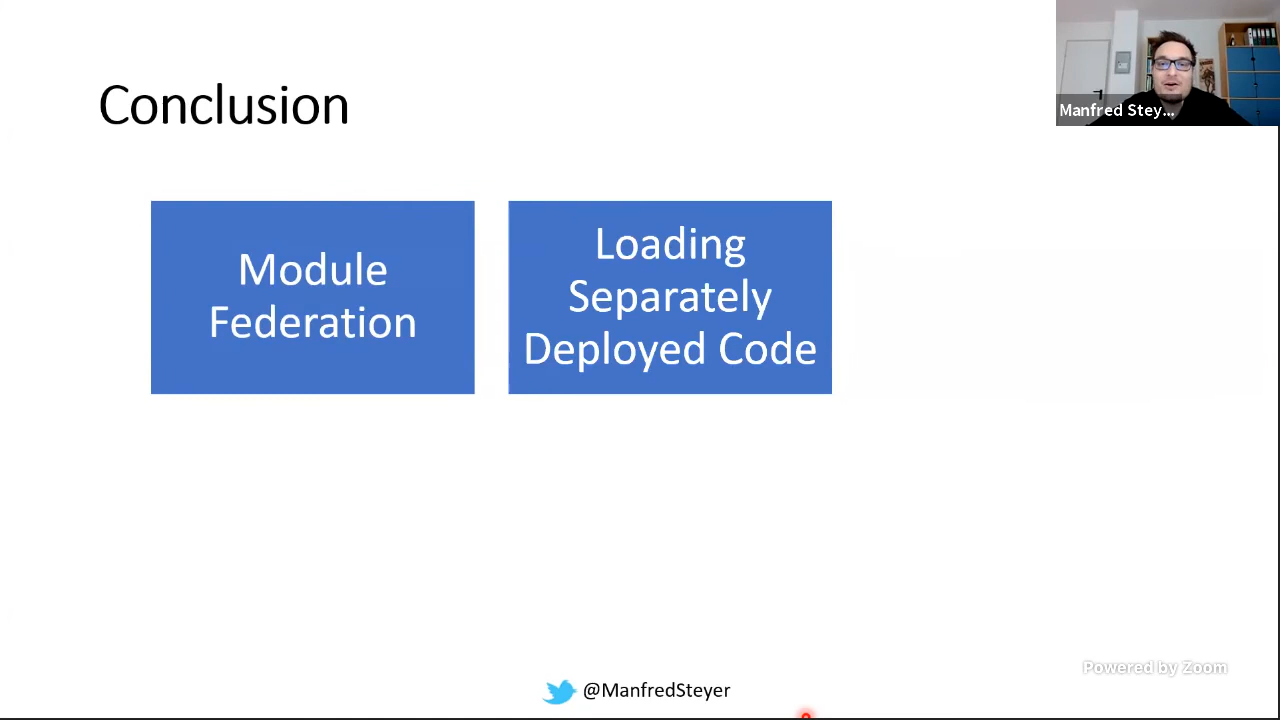 Conclusion
Manfred Stey...
Module
Federation
Loading
Separately
Deployed Code
Powered by Zoom
@ManfredSteyer